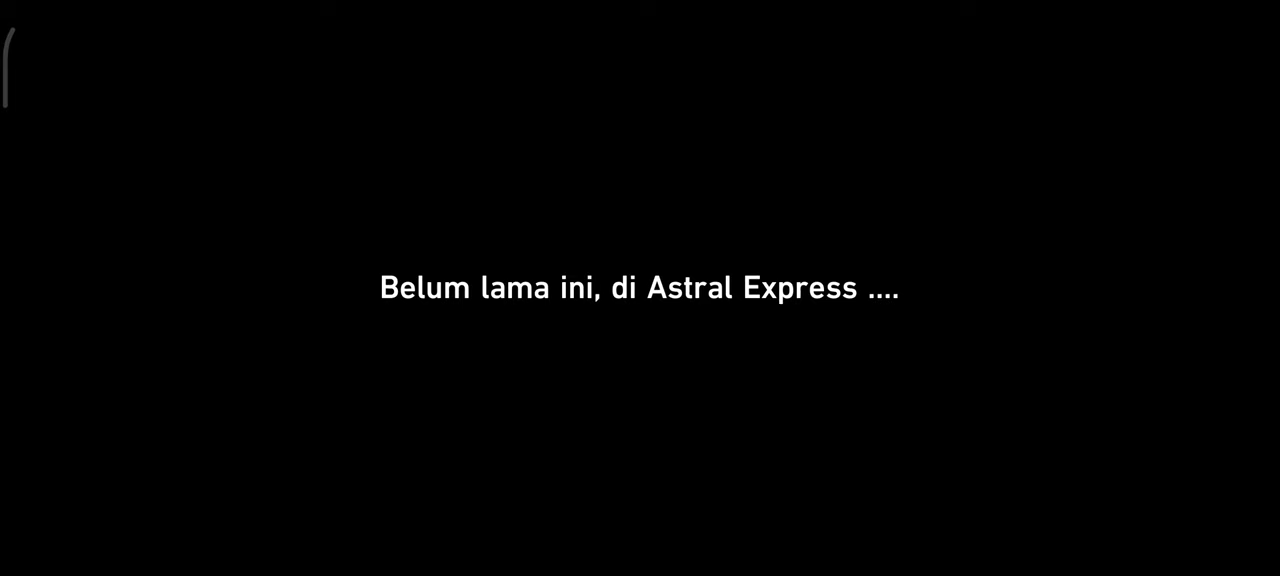 Belum lama ini, di Astral Express ....